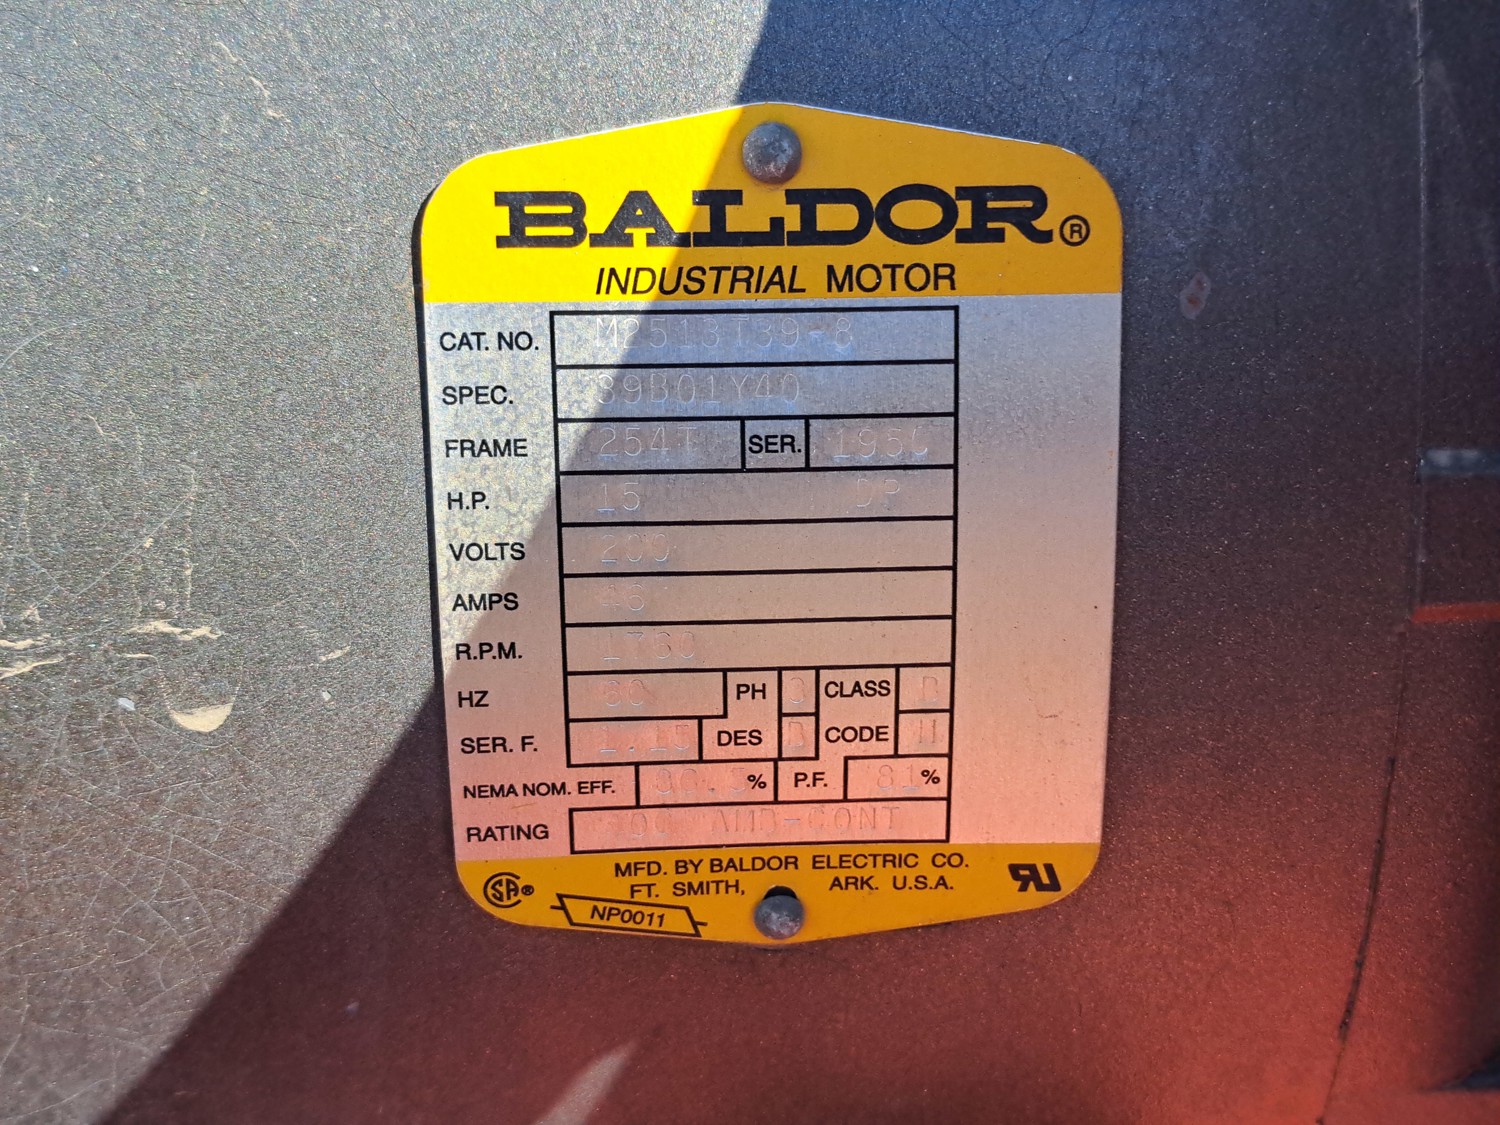 BALDOR®
INDUSTRIAL MOTOR
CAT. NO. M2513T39-8
SPEC. 39B01Y40
FRAME 254T SER. 195C
H.P. 15 DP
VOLTS 200
AMPS 46
R.P.M. 1760
HZ 60 PH 3 CLASS B
SER. F. 1.15 DES B CODE H
NEMA NOM. EFF. % P.F. 81%
RATING AMB-CONT
MFD. BY BALDOR ELECTRIC CO.
FT. SMITH, ARK. U.S.A.
NP0011